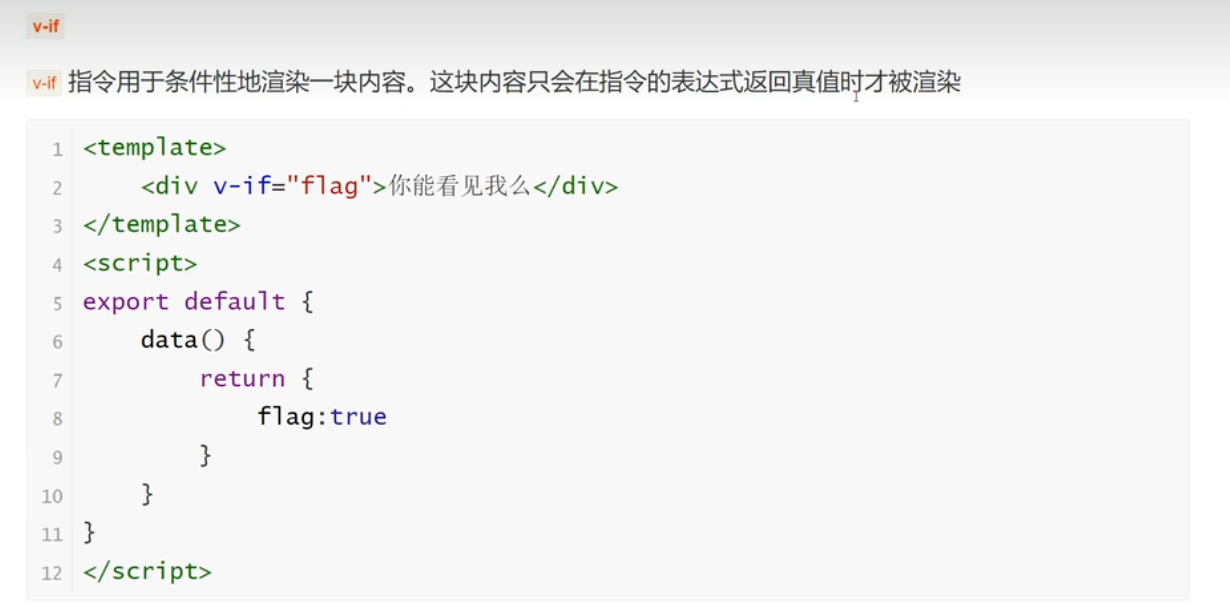 v-if
v-if 指令用于条件性地渲染一块内容。这块内容只会在指令的表达式返回真值时才被渲染
1 <template>
2     <div v-if="flag">你能看见我么</div>
3 </template>
4 <script>
5 export default {
6     data() {
7         return {
8             flag:true
9         }
10     }
11 }
12 </script>